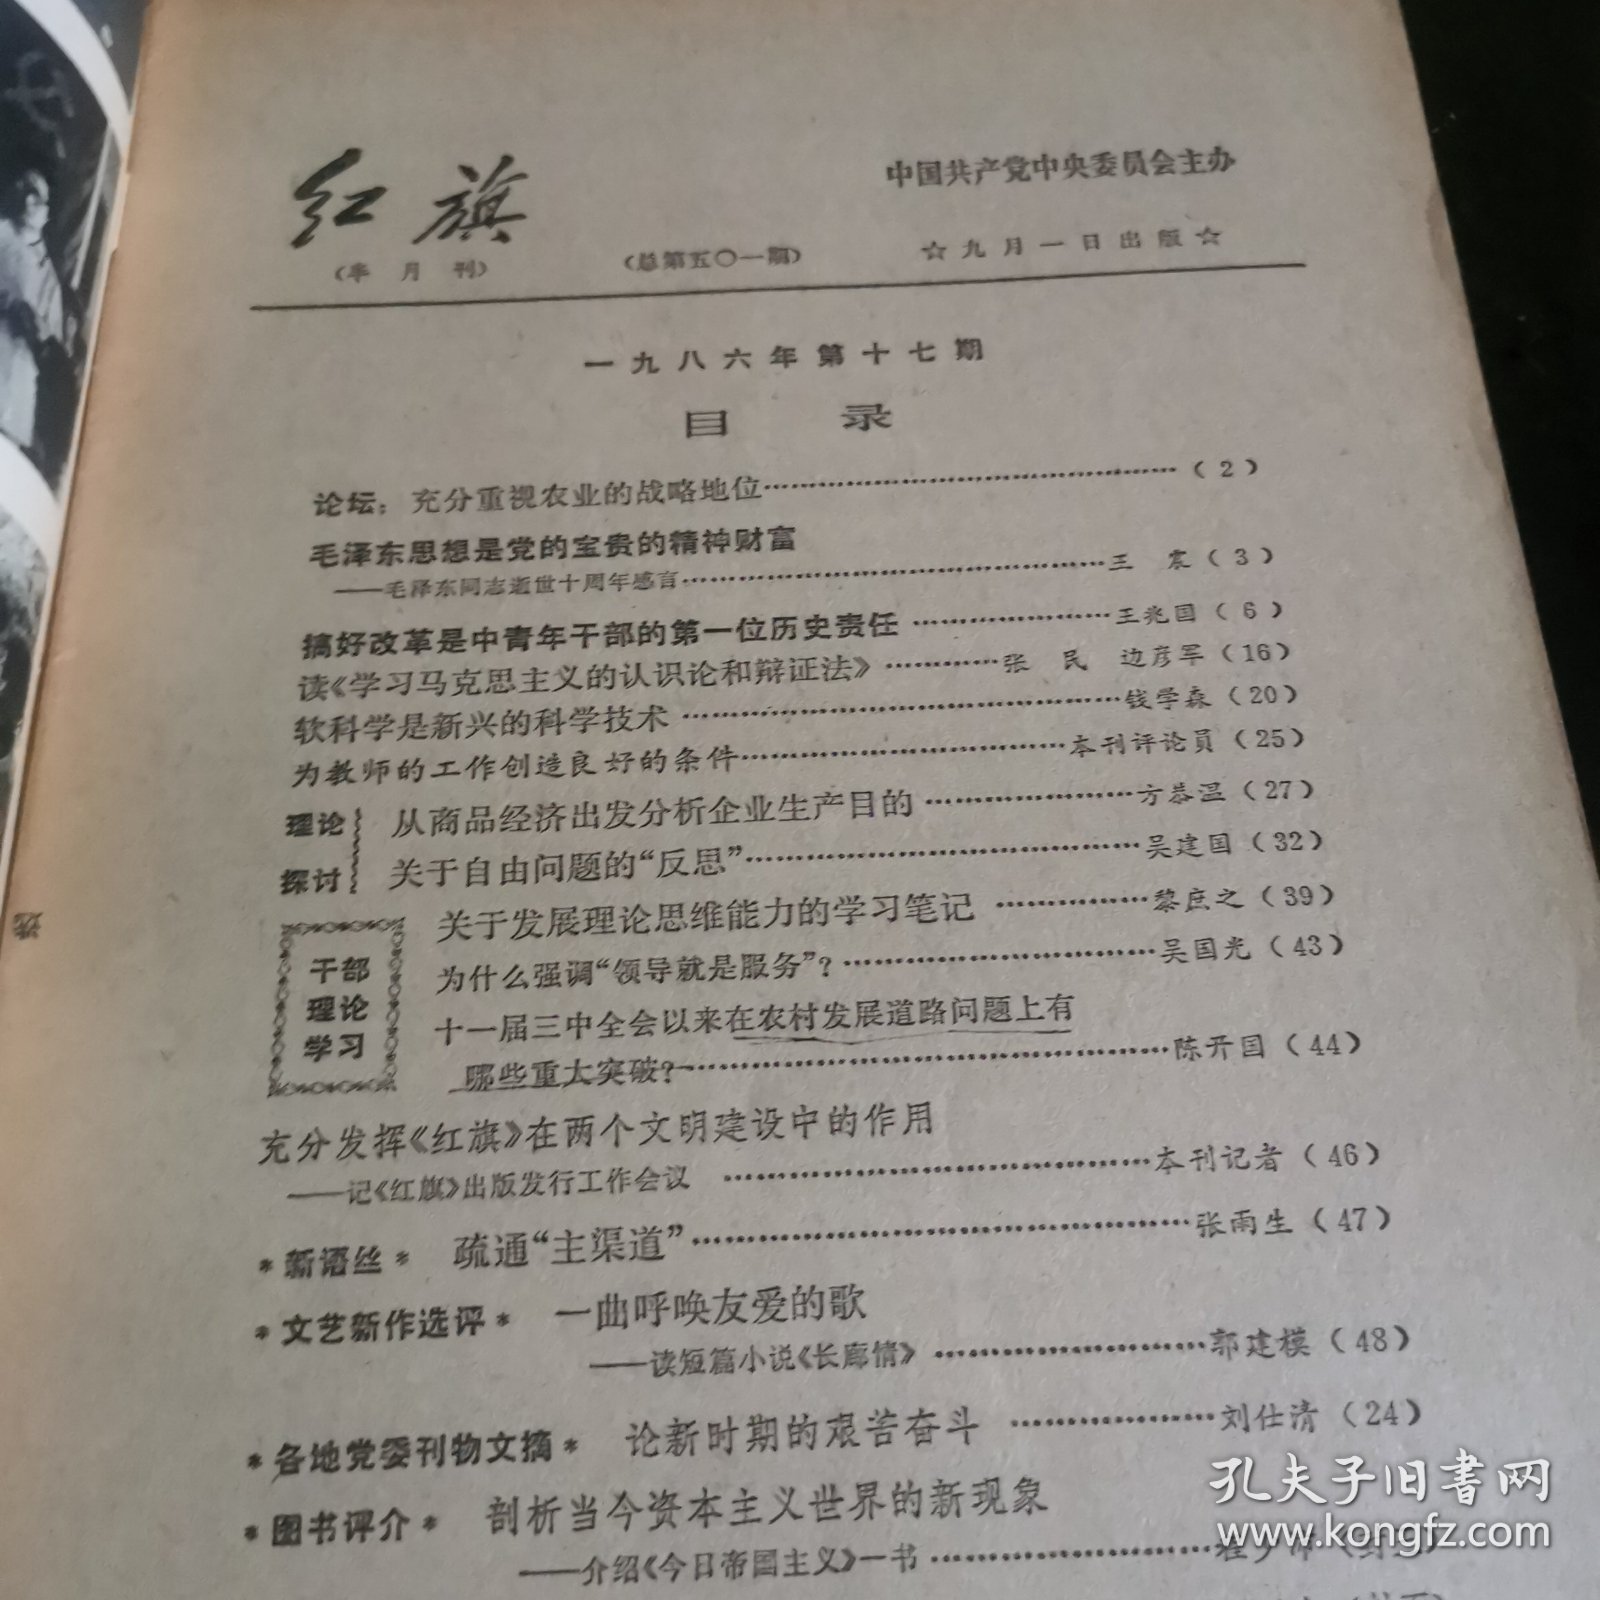 红旗
(半月刊)
(总第五〇一期)
中国共产党中央委员会主办
☆九月一日出版☆
一九八六年第十七期
目 录
论坛：充分重视农业的战略地位……………………………(2)
毛泽东思想是党的宝贵的精神财富
——毛泽东同志逝世十周年感言……………………………王 震(3)
搞好改革是中青年干部的第一位历史责任………………王兆国(6)
读《学习马克思主义的认识论和辩证法》…………张 民 边彦军(16)
软科学是新兴的科学技术……………………………………钱学森(20)
为教师的工作创造良好的条件…………………………本刊评论员(25)
理论
探讨
从商品经济出发分析企业生产目的………………方恭温(27)
关于自由问题的“反思”……………………………吴建国(32)
干部
理论
学习
关于发展理论思维能力的学习笔记……………黎庶之(39)
为什么强调“领导就是服务”？………………………吴国光(43)
十一届三中全会以来在农村发展道路问题上有
哪些重大突破？……………………………………陈开国(44)
充分发挥《红旗》在两个文明建设中的作用
——记《红旗》出版发行工作会议……………………………本刊记者(46)
*新语丝* 疏通“主渠道”……………………………………张雨生(47)
*文艺新作选评* 一曲呼唤友爱的歌
——读短篇小说《长廊情》……………………郭建模(48)
*各地党委刊物文摘* 论新时期的艰苦奋斗………………刘仕清(24)
*图书评介* 剖析当今资本主义世界的新现象
——介绍《今日帝国主义》一书……………………
孔夫子旧书网
www.kongfz.com